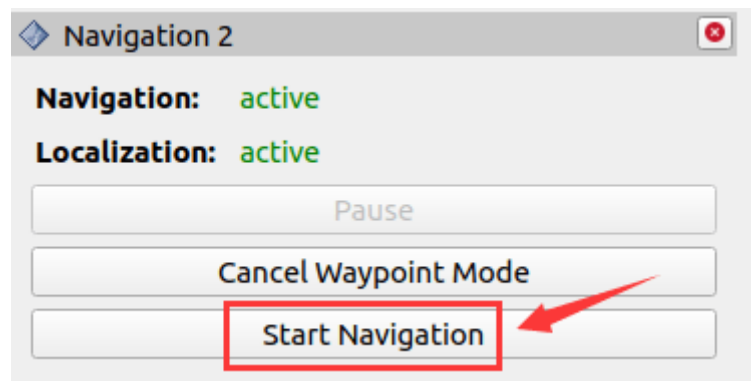 Navigation 2
Navigation: active
Localization: active
Pause
Cancel Waypoint Mode
Start Navigation